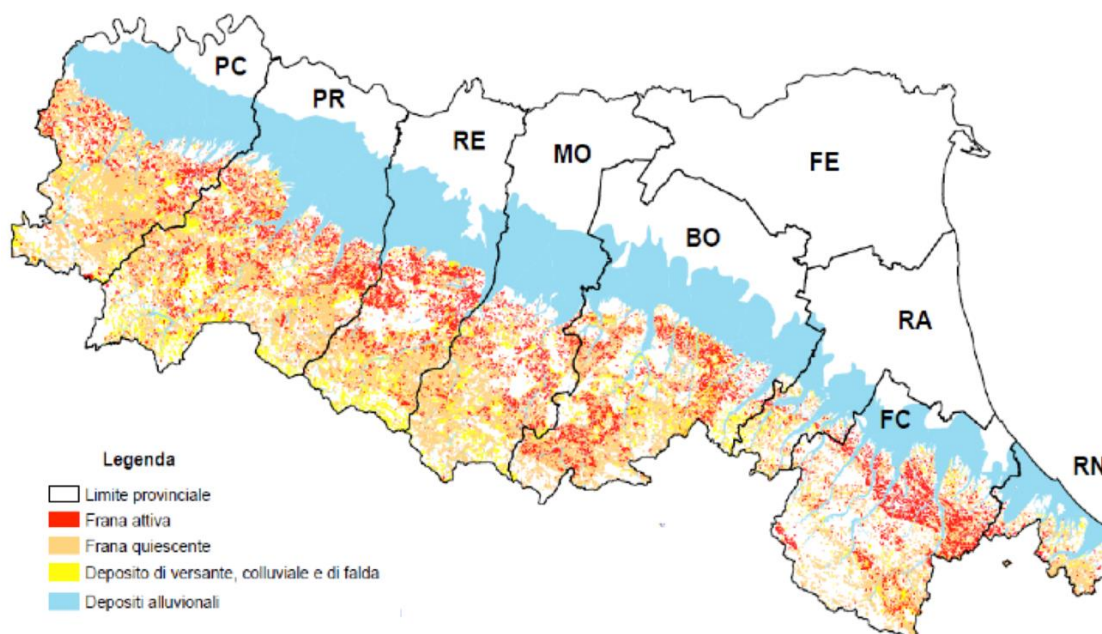 PC
PR
RE
MO
FE
BO
RA
FC
RN
Legenda
Limite provinciale
Frana attiva
Frana quiescente
Deposito di versante, colluviale e di falda
Depositi alluvionali